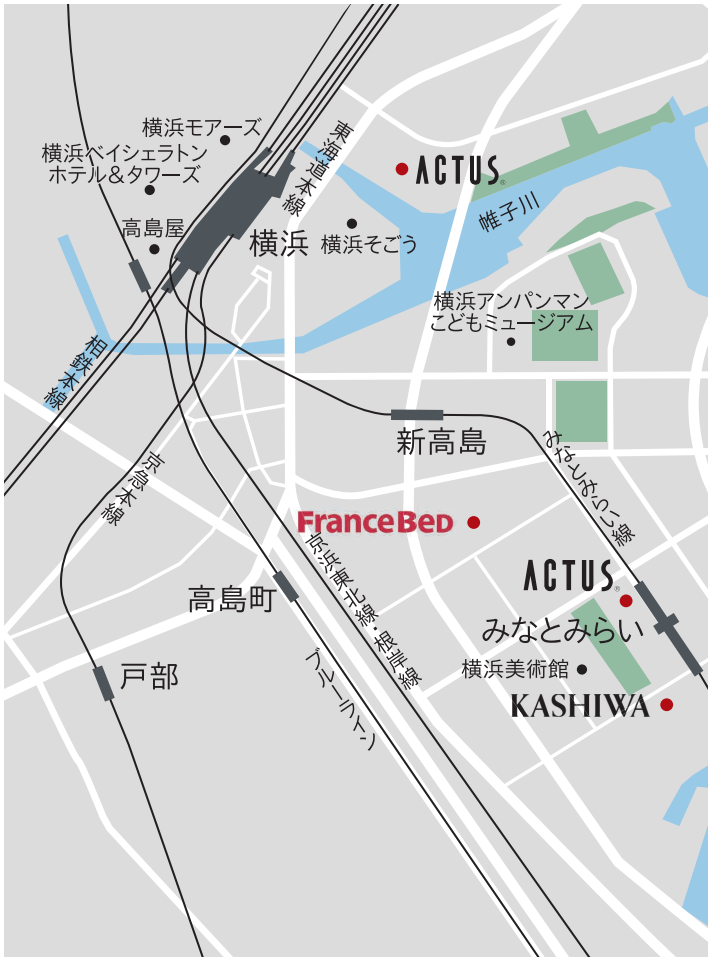 横浜モアーズ
横浜ベイシェラトン
ホテル&タワーズ
高島屋
東海道本線
ACTUS®
横浜
横浜そごう
帷子川
横浜アンパンマン
こどもミュージアム
相鉄本線
新高島
みなとみらい線
京急本線
FRANCEBED
京浜東北線・根岸線
ACTUS®
高島町
みなとみらい
ブルーライン
横浜美術館
戸部
KASHIWA